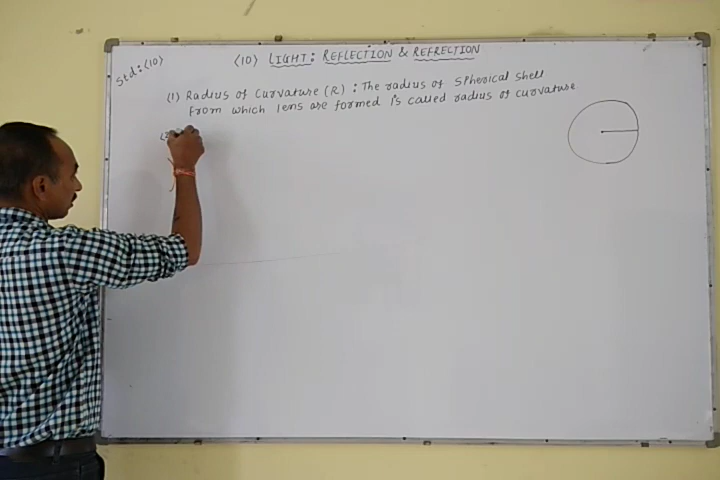 Std: (10)
(10) LIGHT: REFLECTION & REFRECTION
(1) Radius of curvature (R) : The radius of spherical shell
from which lens are formed is called radius of curvature
(2)